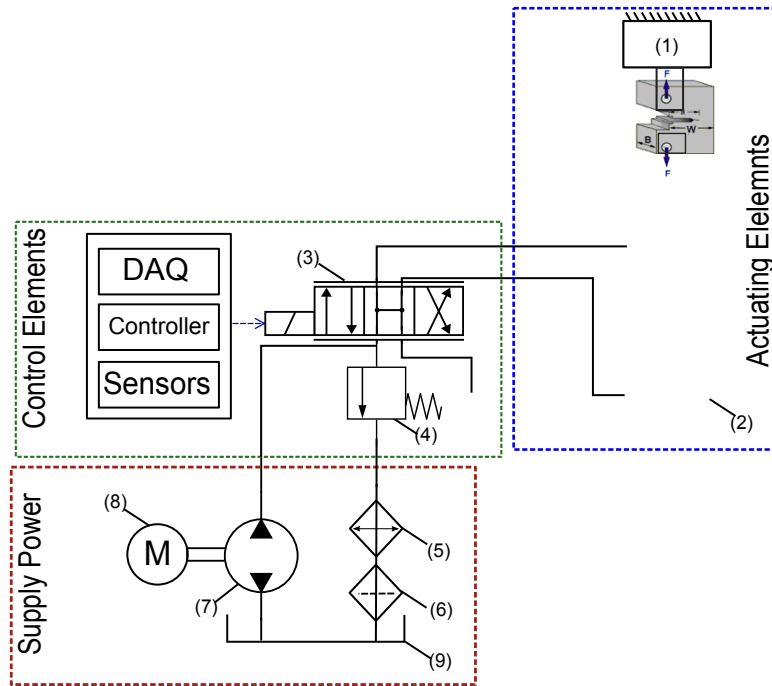 (1)
F
a
W
B
F
Actuating Elelemnts
(2)
Control Elements
DAQ
Controller
Sensors
(3)
(4)
Supply Power
(8)
M
(7)
(5)
(6)
(9)